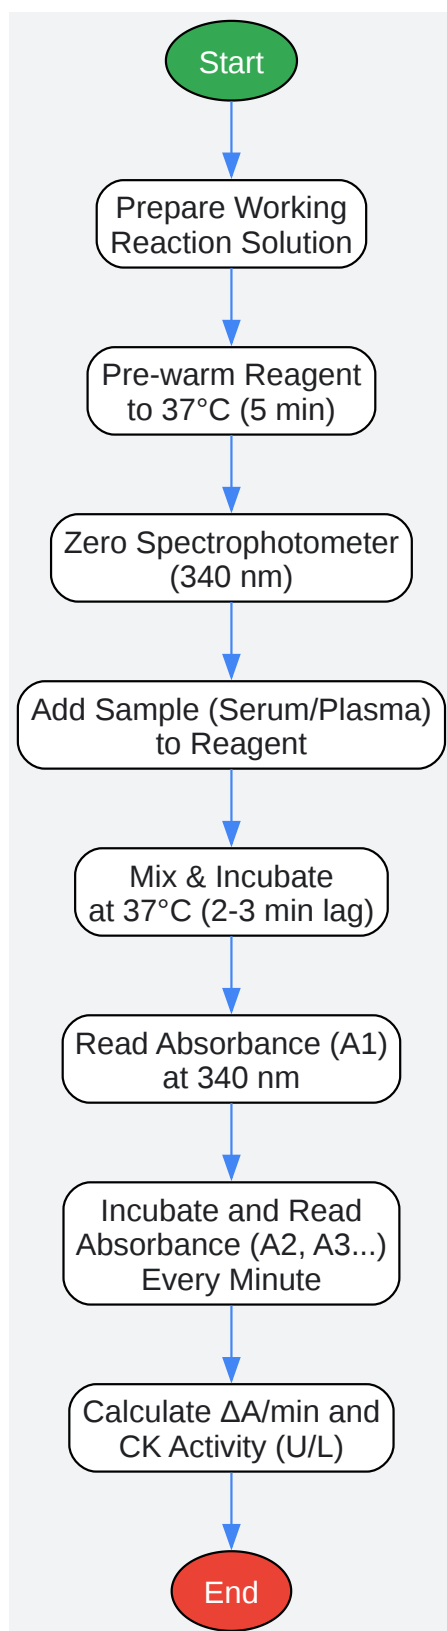 Start
Prepare Working
Reaction Solution
Pre-warm Reagent
to 37°C (5 min)
Zero Spectrophotometer
(340 nm)
Add Sample (Serum/Plasma)
to Reagent
Mix & Incubate
at 37°C (2-3 min lag)
Read Absorbance (A1)
at 340 nm
Incubate and Read
Absorbance (A2, A3...)
Every Minute
Calculate ΔA/min and
CK Activity (U/L)
End